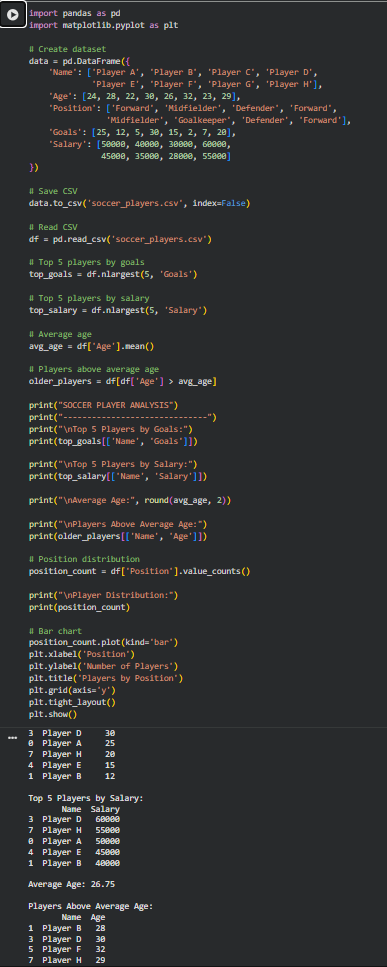 import pandas as pd
import matplotlib.pyplot as plt
# Create dataset
data = pd.DataFrame({
    'Name': ['Player A', 'Player B', 'Player C', 'Player D',
             'Player E', 'Player F', 'Player G', 'Player H'],
    'Age': [24, 28, 22, 30, 26, 32, 23, 29],
    'Position': ['Forward', 'Midfielder', 'Defender', 'Forward',
                 'Midfielder', 'Goalkeeper', 'Defender', 'Forward'],
    'Goals': [25, 12, 5, 30, 15, 2, 7, 20],
    'Salary': [50000, 40000, 30000, 60000,
               45000, 35000, 28000, 55000]
})
# Save CSV
data.to_csv('soccer_players.csv', index=False)
# Read CSV
df = pd.read_csv('soccer_players.csv')
# Top 5 players by goals
top_goals = df.nlargest(5, 'Goals')
# Top 5 players by salary
top_salary = df.nlargest(5, 'Salary')
# Average age
avg_age = df['Age'].mean()
# Players above average age
older_players = df[df['Age'] > avg_age]
print("SOCCER PLAYER ANALYSIS")
print("------------------------------")
print("\nTop 5 Players by Goals:")
print(top_goals[['Name', 'Goals']])
print("\nTop 5 Players by Salary:")
print(top_salary[['Name', 'Salary']])
print("\nAverage Age:", round(avg_age, 2))
print("\nPlayers Above Average Age:")
print(older_players[['Name', 'Age']])
# Position distribution
position_count = df['Position'].value_counts()
print("\nPlayer Distribution:")
print(position_count)
# Bar chart
position_count.plot(kind='bar')
plt.xlabel('Position')
plt.ylabel('Number of Players')
plt.title('Players by Position')
plt.grid(axis='y')
plt.tight_layout()
plt.show()
3  Player D     30
0  Player A     25
7  Player H     20
4  Player E     15
1  Player B     12
Top 5 Players by Salary:
       Name  Salary
3  Player D   60000
7  Player H   55000
0  Player A   50000
4  Player E   45000
1  Player B   40000
Average Age: 26.75
Players Above Average Age:
       Name  Age
1  Player B   28
3  Player D   30
5  Player F   32
7  Player H   29